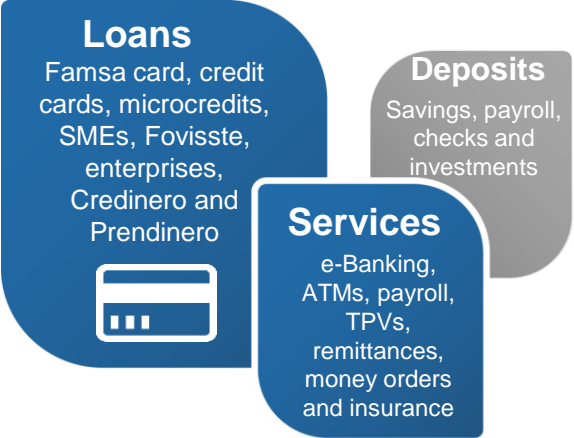 Loans
Famsa card, credit
cards, microcredits,
SMEs, Fovisste,
enterprises,
Credinero and
Prendinero
Deposits
Savings, payroll,
checks and
investments
Services
e-Banking,
ATMs, payroll,
TPVs,
remittances,
money orders
and insurance